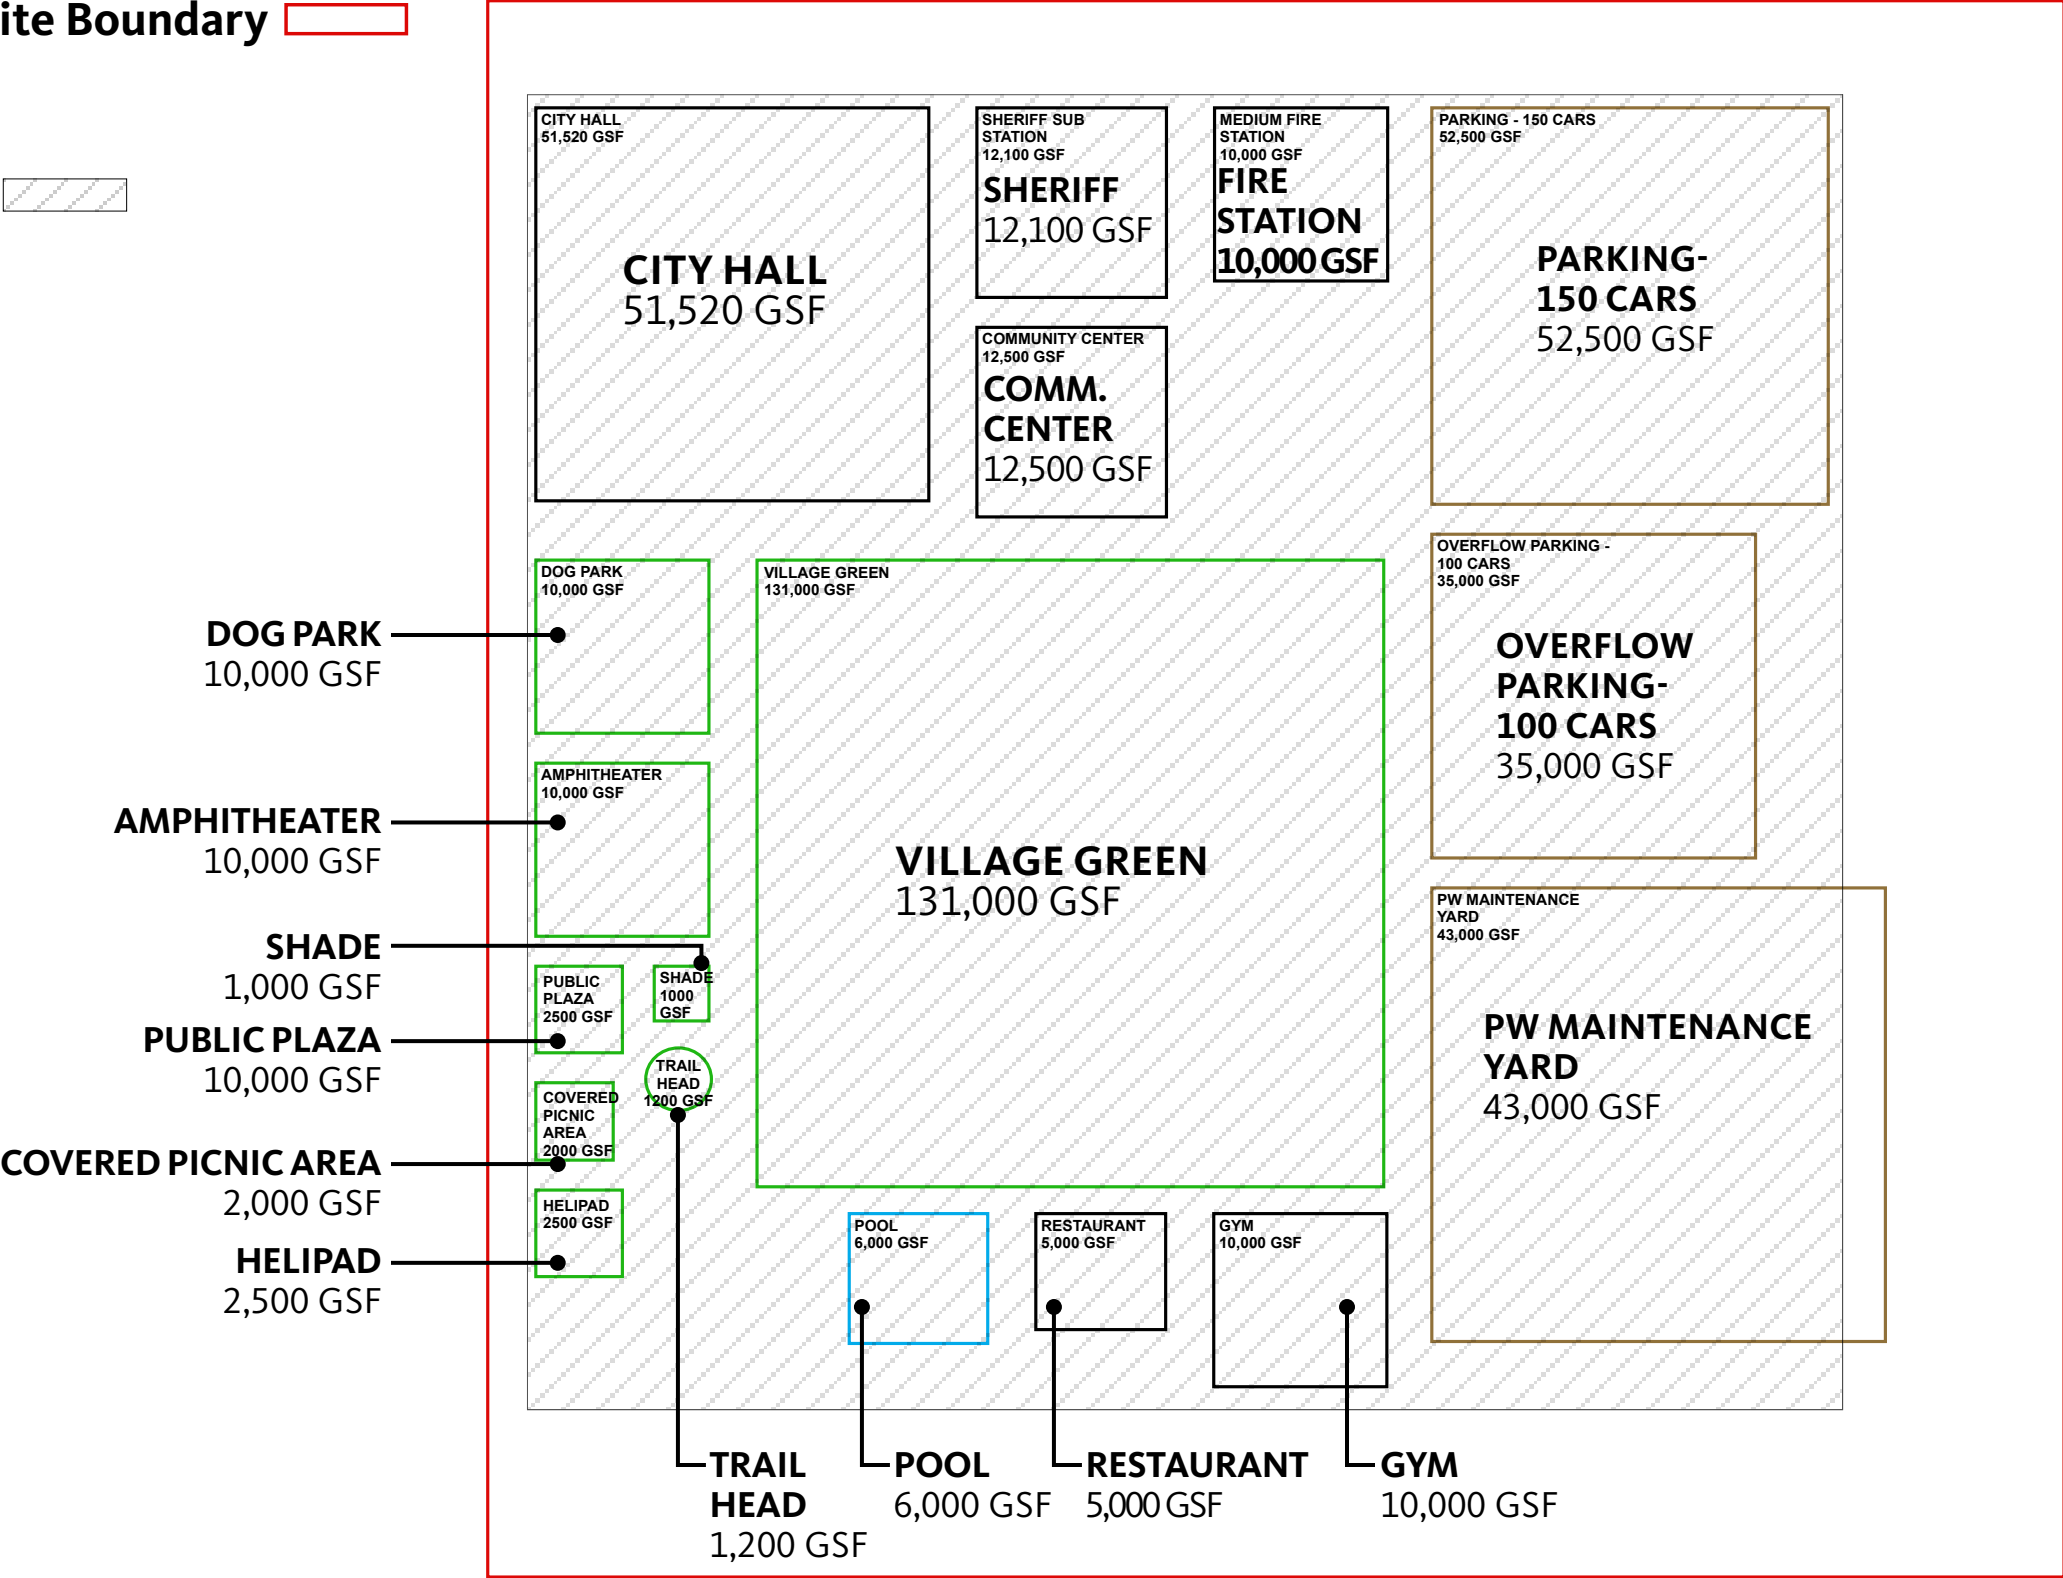 ite Boundary
CITY HALL
51,520 GSF
CITY HALL
51,520 GSF
SHERIFF SUB
STATION
12,100 GSF
SHERIFF
12,100 GSF
MEDIUM FIRE
STATION
10,000 GSF
FIRE
STATION
10,000 GSF
PARKING - 150 CARS
52,500 GSF
PARKING-
150 CARS
52,500 GSF
COMMUNITY CENTER
12,500 GSF
COMM.
CENTER
12,500 GSF
OVERFLOW PARKING -
100 CARS
35,000 GSF
OVERFLOW
PARKING-
100 CARS
35,000 GSF
DOG PARK
10,000 GSF
DOG PARK
10,000 GSF
VILLAGE GREEN
131,000 GSF
VILLAGE GREEN
131,000 GSF
AMPHITHEATER
10,000 GSF
AMPHITHEATER
10,000 GSF
PW MAINTENANCE
YARD
43,000 GSF
PW MAINTENANCE
YARD
43,000 GSF
SHADE
1,000 GSF
SHADE
1000
GSF
PUBLIC
PLAZA
2500 GSF
PUBLIC PLAZA
10,000 GSF
TRAIL
HEAD
1200 GSF
COVERED
PICNIC
AREA
2000 GSF
COVERED PICNIC AREA
2,000 GSF
HELIPAD
2500 GSF
HELIPAD
2,500 GSF
POOL
6,000 GSF
RESTAURANT
5,000 GSF
GYM
10,000 GSF
TRAIL
HEAD
1,200 GSF
POOL
6,000 GSF
RESTAURANT
5,000 GSF
GYM
10,000 GSF